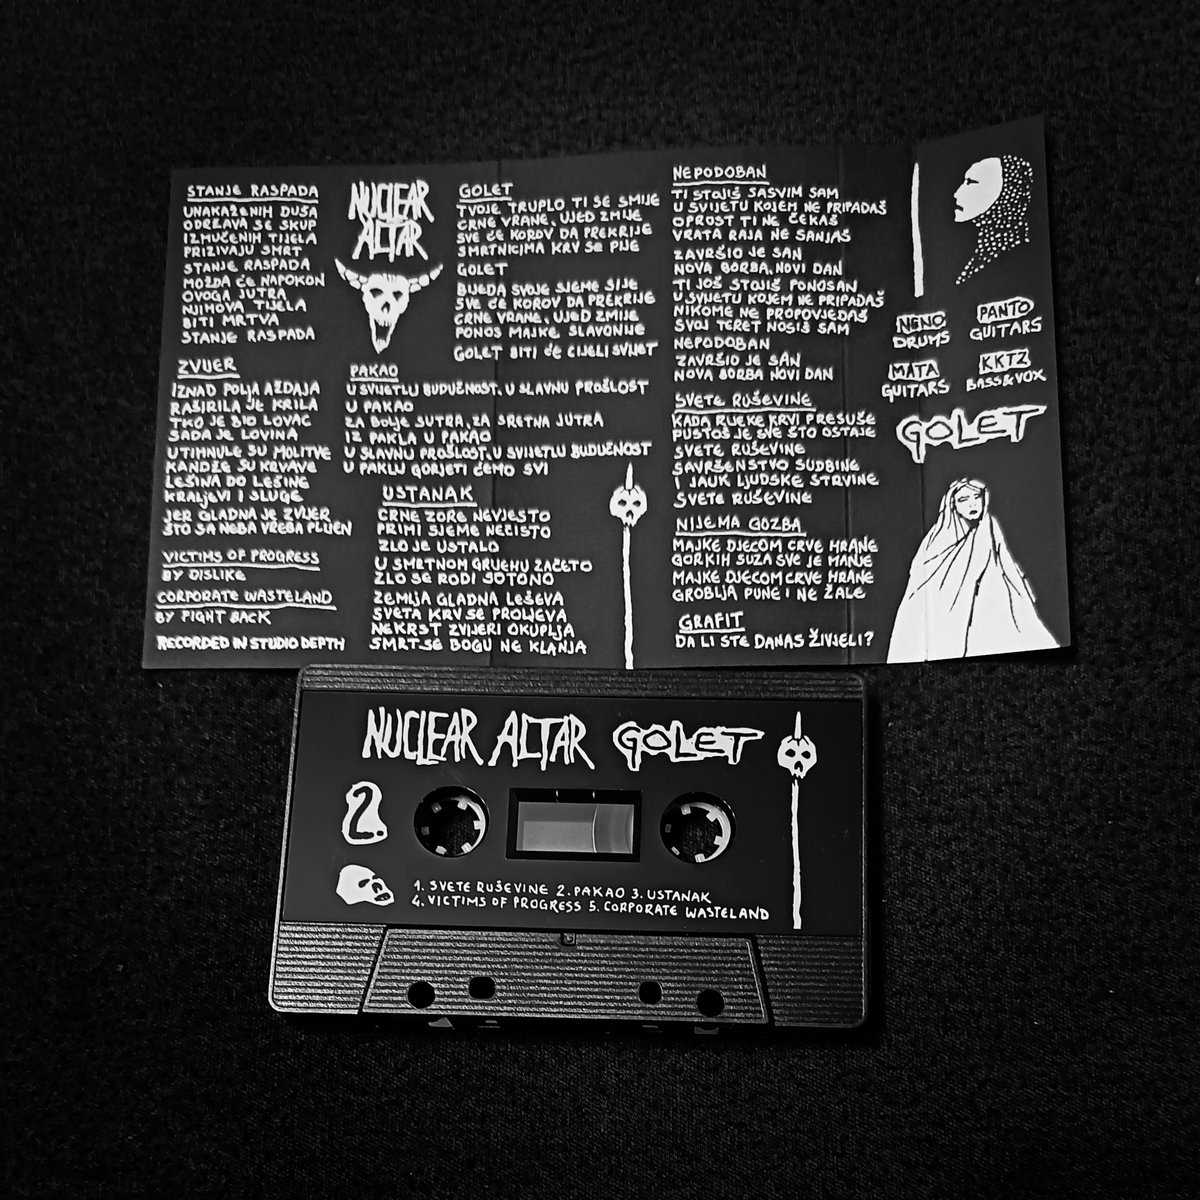 STANJE RASPADA
UNAKAŽENIH DUŠA
ODRŽAVA SE SKUP
IZMUČENIH TIJELA
PRIZIVAJU SMRT
STANJE RASPADA
MOŽDA ĆE NAPOKON
OVOGA JUTRA
NJIHOVA TIJELA
BITI MRTVA
STANJE RASPADA
ZVIJER
IZNAD POLJA AŽDAJA
RAŠIRILA JE KRILA
TKO JE BIO LOVAC
SADA JE LOVINA
UTIHNULE SU MOLITVE
KANDŽE SU KRVAVE
LEŠINA DO LEŠINE
KRALJEVI I SLUGE
JER GLADNA JE ZVIJER
ŠTO SA NEBA VREBA PLIJEN
VICTIMS OF PROGRESS
BY DISLIKE
CORPORATE WASTELAND
BY FIGHT BACK
RECORDED IN STUDIO DEPTH
NUCLEAR
ALTAR
GOLET
TVOJE TRUPLO TI SE SMIJE
CRNE VRANE, UJED ZMIJE
SVE ĆE KOROV DA PREKRIJE
SMRTNICIMA KRV SE PIJE
GOLET
BIJEDA SVOJE SJEME SIJE
SVE ĆE KOROV DA PREKRIJE
CRNE VRANE, UJED ZMIJE
PONOS MAJKE SLAVONIJE
GOLET BITI ĆE CIJELI SVIJET
PAKAO
U SVIJETLU BUDUĆNOST, U SLAVNU PROŠLOST
U PAKAO
ZA BOLJE SUTRA, ZA SRETNA JUTRA
IZ PAKLA U PAKAO
U SLAVNU PROŠLOST, U SVIJETLU BUDUĆNOST
U PAKLU GORJETI ĆEMO SVI
USTANAK
CRNE ZORE NEVJESTO
PRIMI SJEME NEČISTO
ZLO JE USTALO
U SMRTNOM GRIJEHU ZAČETO
ZLO SE RODI SOTONO
ZEMLJA GLADNA LEŠEVA
SVETA KRV SE PROLJEVA
NEKRST ZVIJERI OKUPLJA
SMRT SE BOGU NE KLANJA
NEPODOBAN
TI STOJIŠ SASVIM SAM
U SVIJETU KOJEM NE PRIPADAŠ
OPROST TI NE ČEKAŠ
VRATA RAJA NE SANJAŠ
ZAVRŠIO JE SAN
NOVA BORBA, NOVI DAN
TI JOŠ STOJIŠ PONOSAN
U SVIJETU KOJEM NE PRIPADAŠ
NIKOME NE PROPOVJEDAŠ
SVOJ TERET NOSIŠ SAM
NEPODOBAN
ZAVRŠIO JE SAN
NOVA BORBA NOVI DAN
SVETE RUŠEVINE
KADA RIJEKE KRVI PRESUŠE
PUSTOŠ JE SVE ŠTO OSTAJE
SVETE RUŠEVINE
SAVRŠENSTVO SUDBINE
I JAUK LJUDSKE STRVINE
SVETE RUŠEVINE
NIJEMA GOZBA
MAJKE DJECOM CRVE HRANE
GORKIH SUZA SVE JE MANJE
MAJKE DJECOM CRVE HRANE
GROBLJA PUNE I NE ŽALE
GRAFIT
DA LI STE DANAS ŽIVJELI?
NENO
DRUMS
PANTO
GUITARS
MATA
GUITARS
KKTZ
BASS&VOX
GOLET
NUCLEAR ALTAR GOLET
2.
1. SVETE RUŠEVINE 2. PAKAO 3. USTANAK
4. VICTIMS OF PROGRESS 5. CORPORATE WASTELAND